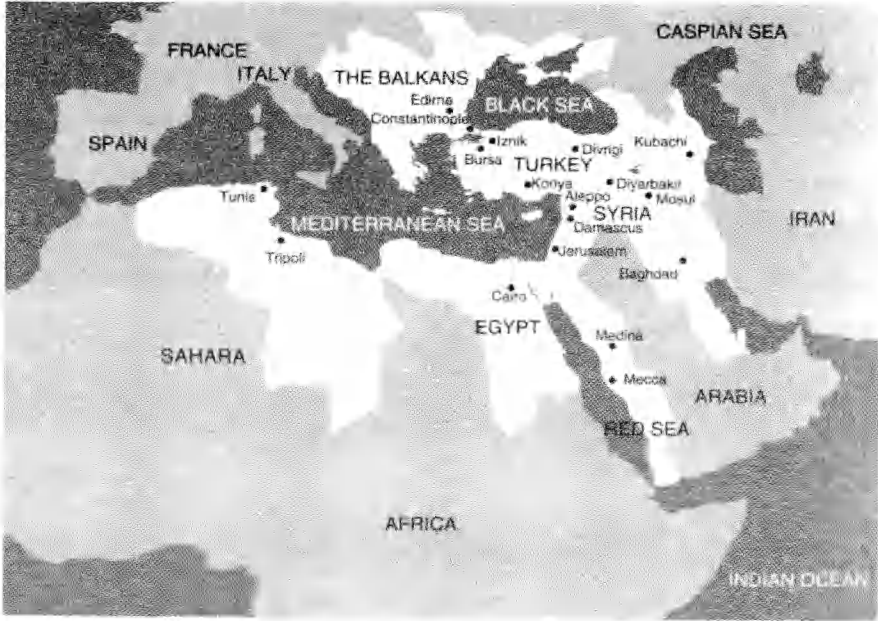 CASPIAN SEA
FRANCE
ITALY
THE BALKANS
Edirna
BLACK SEA
Constantinople
SPAIN
Iznik
Divrigi
Kubachi
Bursa
TURKEY
Tunis
Konya
Diyarbakir
Aleppo
Mosul
MEDITERRANEAN SEA
SYRIA
IRAN
Damascus
Tripoli
Jerusalem
Baghdad
Cairo
EGYPT
Medina
SAHARA
Mecca
ARABIA
RED SEA
AFRICA
INDIAN OCEAN